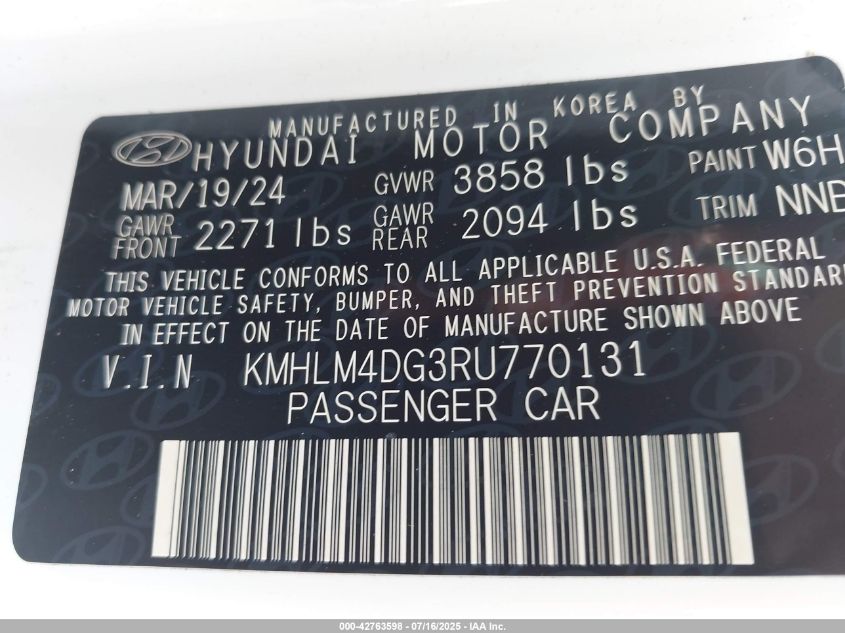 MANUFACTURED IN KOREA BY
HYUNDAI MOTOR COMPANY
MAR/19/24 GVWR 3858 lbs PAINT W6H
GAWR FRONT 2271 lbs GAWR REAR 2094 lbs TRIM NNB
THIS VEHICLE CONFORMS TO ALL APPLICABLE U.S.A. FEDERAL
MOTOR VEHICLE SAFETY, BUMPER, AND THEFT PREVENTION STANDAR
IN EFFECT ON THE DATE OF MANUFACTURE SHOWN ABOVE
V.I.N KMHLM4DG3RU770131
PASSENGER CAR
000-42763598 - 07/16/2025 - IAA Inc.